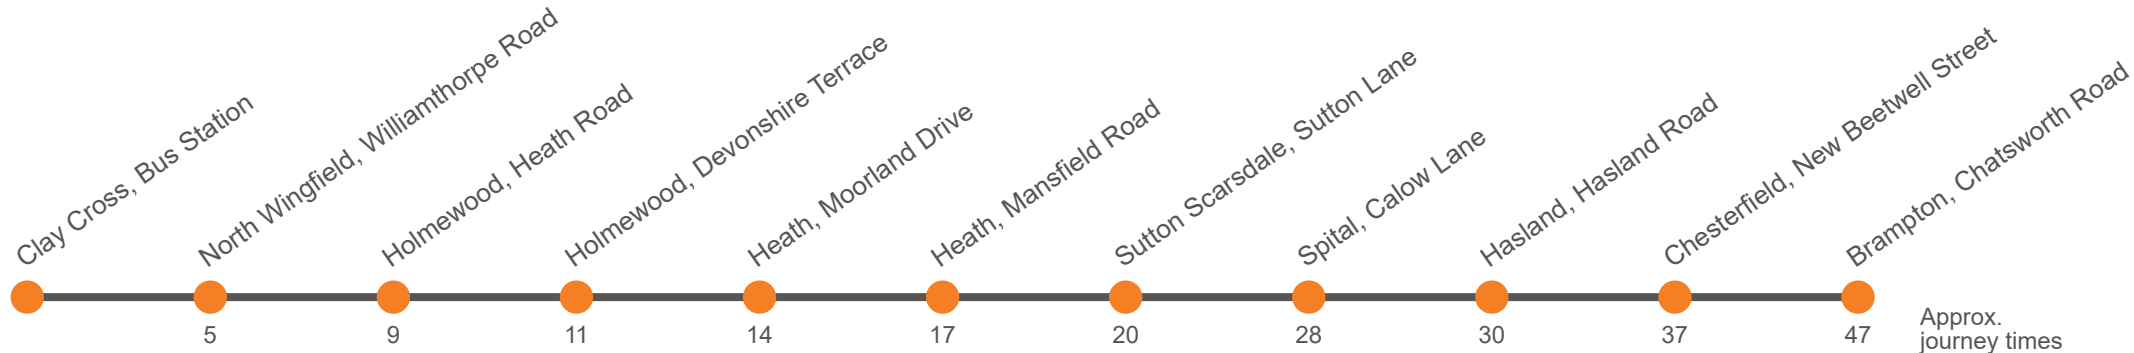 Clay Cross, Bus Station
North Wingfield, Williamthorpe Road
Holmewood, Heath Road
Holmewood, Devonshire Terrace
Heath, Moorland Drive
Heath, Mansfield Road
Sutton Scarsdale, Sutton Lane
Spital, Calow Lane
Hasland, Hasland Road
Chesterfield, New Beetwell Street
Brampton, Chatsworth Road
5 9 11 14 17 20 28 30 37 47
Approx.
journey times